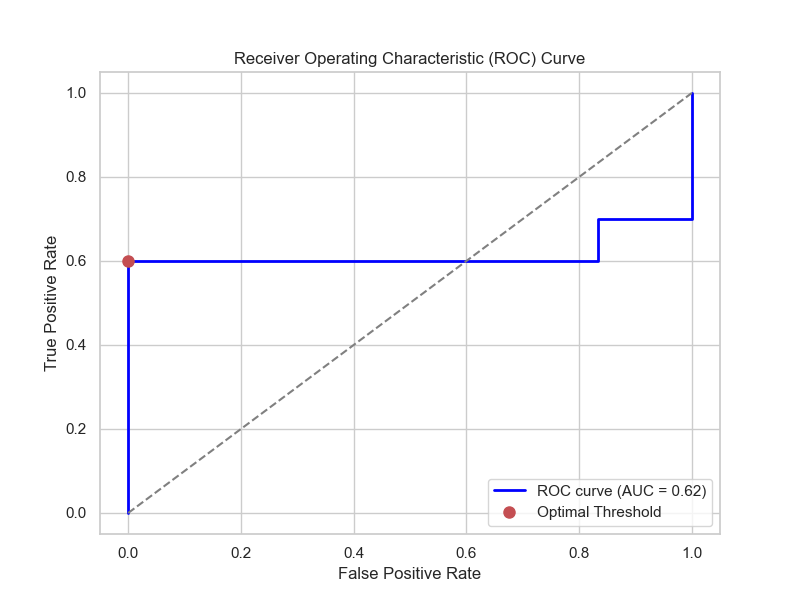 Receiver Operating Characteristic (ROC) Curve
True Positive Rate
1.0
0.8
0.6
0.4
0.2
0.0
0.0 0.2 0.4 0.6 0.8 1.0
False Positive Rate
ROC curve (AUC = 0.62)
Optimal Threshold